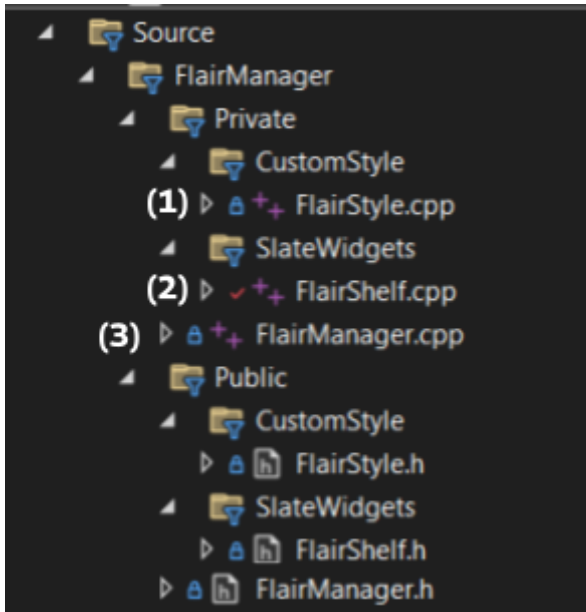 Source
FlairManager
Private
CustomStyle
(1) FlairStyle.cpp
SlateWidgets
(2) FlairShelf.cpp
(3) FlairManager.cpp
Public
CustomStyle
FlairStyle.h
SlateWidgets
FlairShelf.h
FlairManager.h